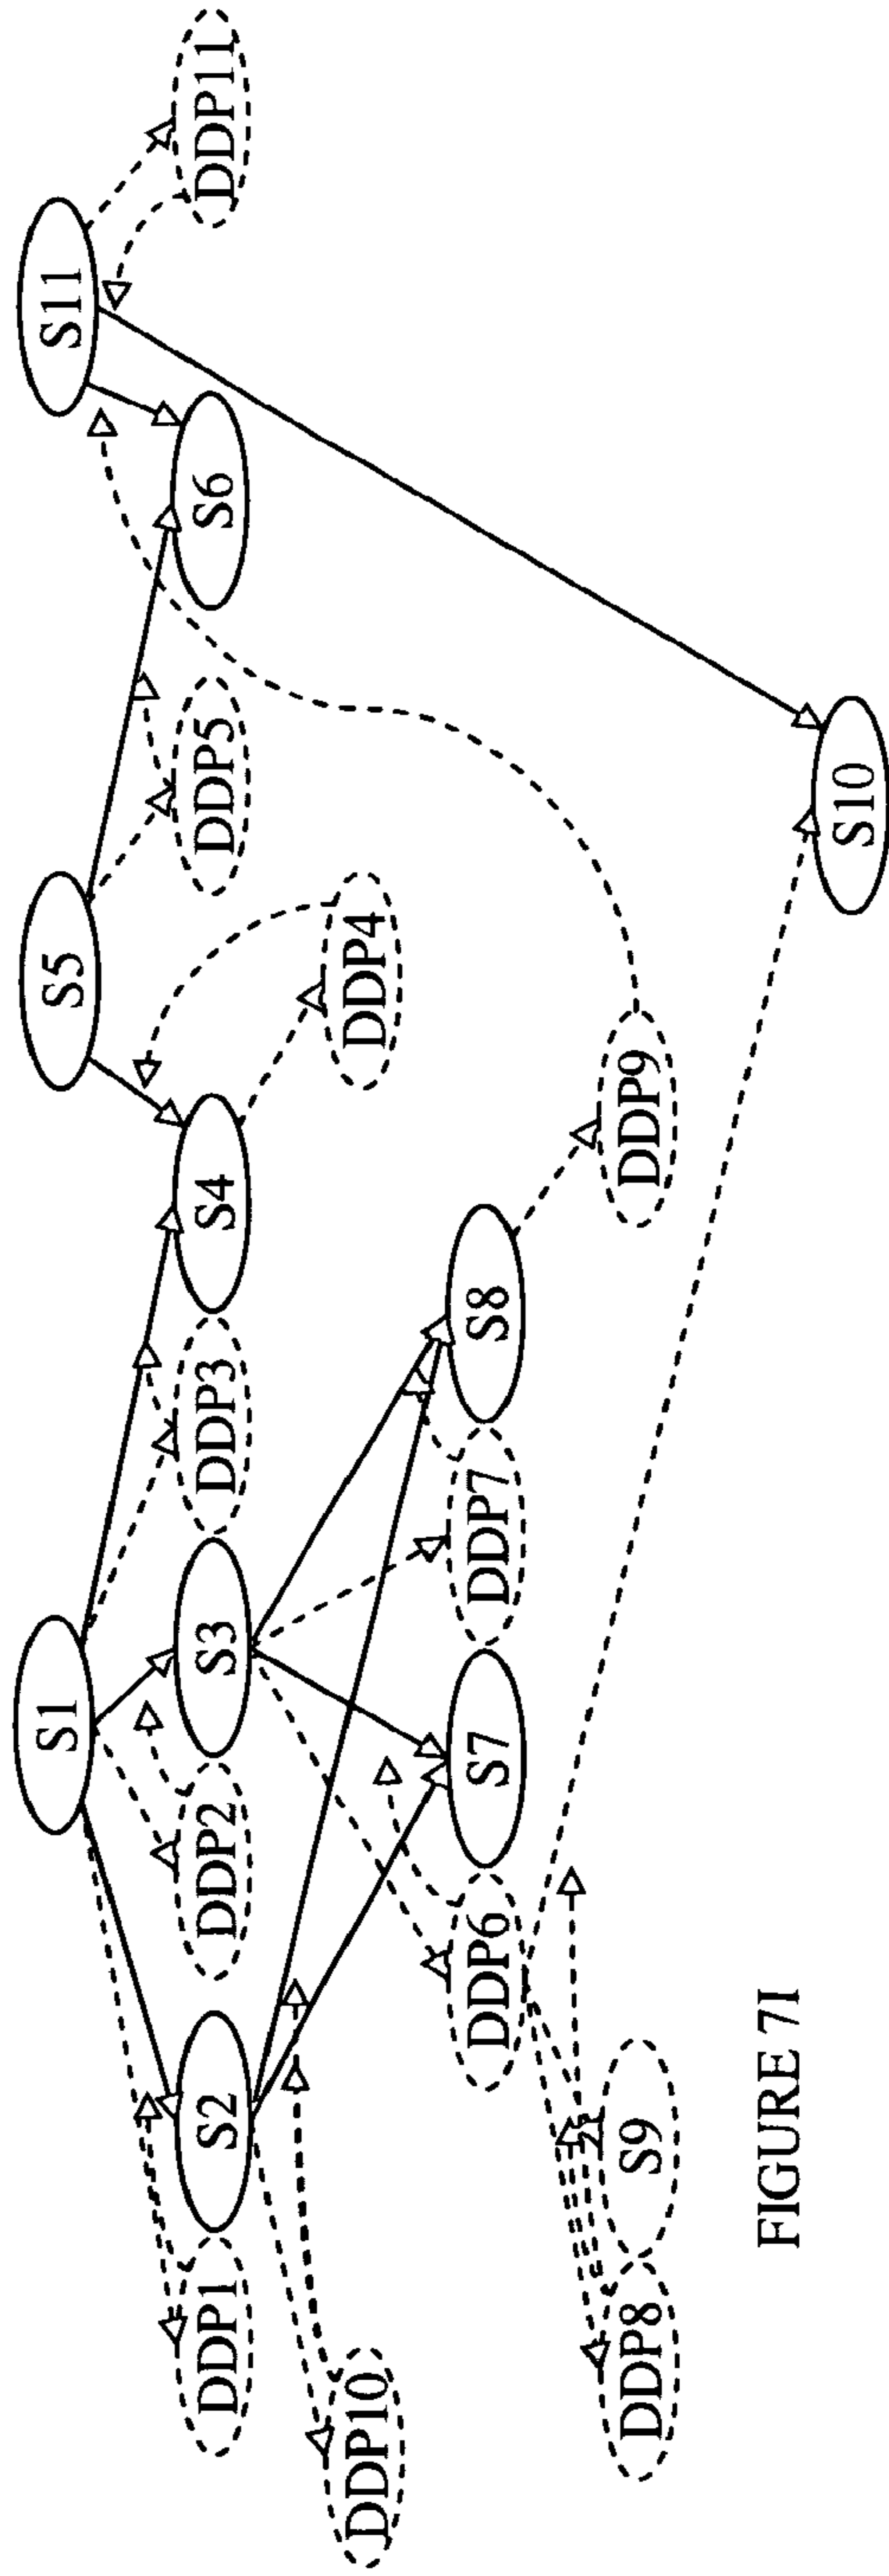 S1
S5
S11
DDP1
S2
DDP2
S3
DDP3
S4
DDP5
S6
DDP11
DDP10
DDP4
DDP6
S7
DDP7
S8
DDP8
S9
DDP9
S10
FIGURE 7I